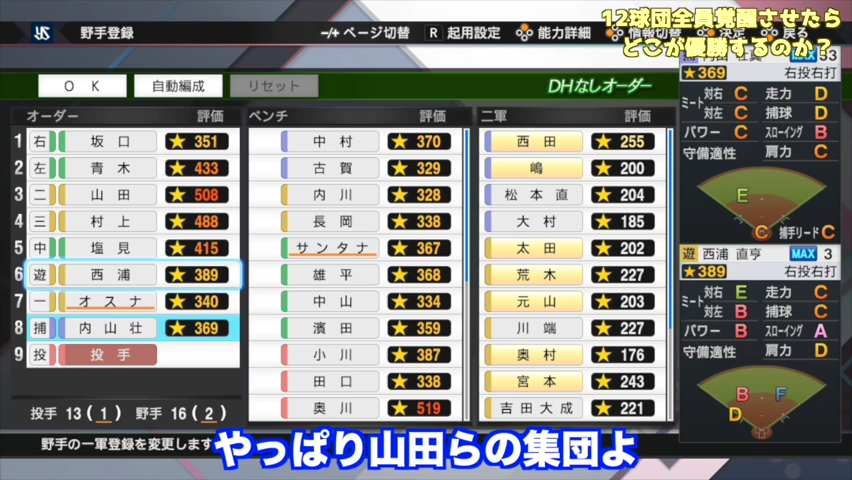 野手登録
−/+ ページ切替 R 起用設定 能力詳細 情報切替 決定 戻る
12球団全員覚醒させたら
どこが優勝するのか?
OK 自動編成 リセット DHなしオーダー
オーダー 評価 ベンチ 評価 二軍 評価
1 右 坂口 ★351 中村 ★370 西田 ★255
2 左 青木 ★433 古賀 ★329 嶋 ★200
3 二 山田 ★508 内川 ★328 松本直 ★204
4 三 村上 ★488 長岡 ★338 大村 ★185
5 中 塩見 ★415 サンタナ ★367 太田 ★202
6 遊 西浦 ★389 雄平 ★368 荒木 ★227
7 一 オスナ ★340 中山 ★334 元山 ★203
8 捕 内山壮 ★369 濱田 ★359 川端 ★227
9 投 投手 小川 ★387 奥村 ★176
田口 ★338 宮本 ★243
奥川 ★519 吉田大成 ★221
投手 13(1) 野手 16(2)
野手の一軍登録を変更します
捕 内山 壮真 MAX 33
★369 右投右打
ミート 対右 C 走力 D
対左 C 捕球 D
パワー C スローイング B
守備適性 肩力 C
E
C 捕手リード C
遊 西浦 直亨 MAX 3
★389 右投右打
ミート 対右 E 走力 C
対左 B 捕球 C
パワー B スローイング A
守備適性 肩力 D
B F
D
やっぱり山田らの集団よ